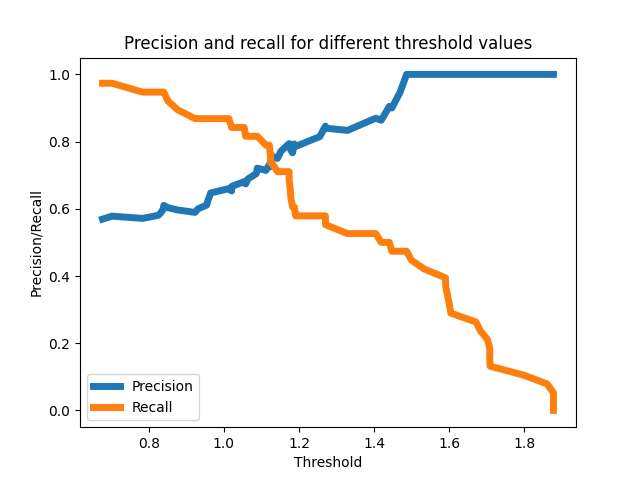 Precision and recall for different threshold values
Precision/Recall
1.0
0.8
0.6
0.4
0.2
0.0
Precision
Recall
0.8 1.0 1.2 1.4 1.6 1.8
Threshold